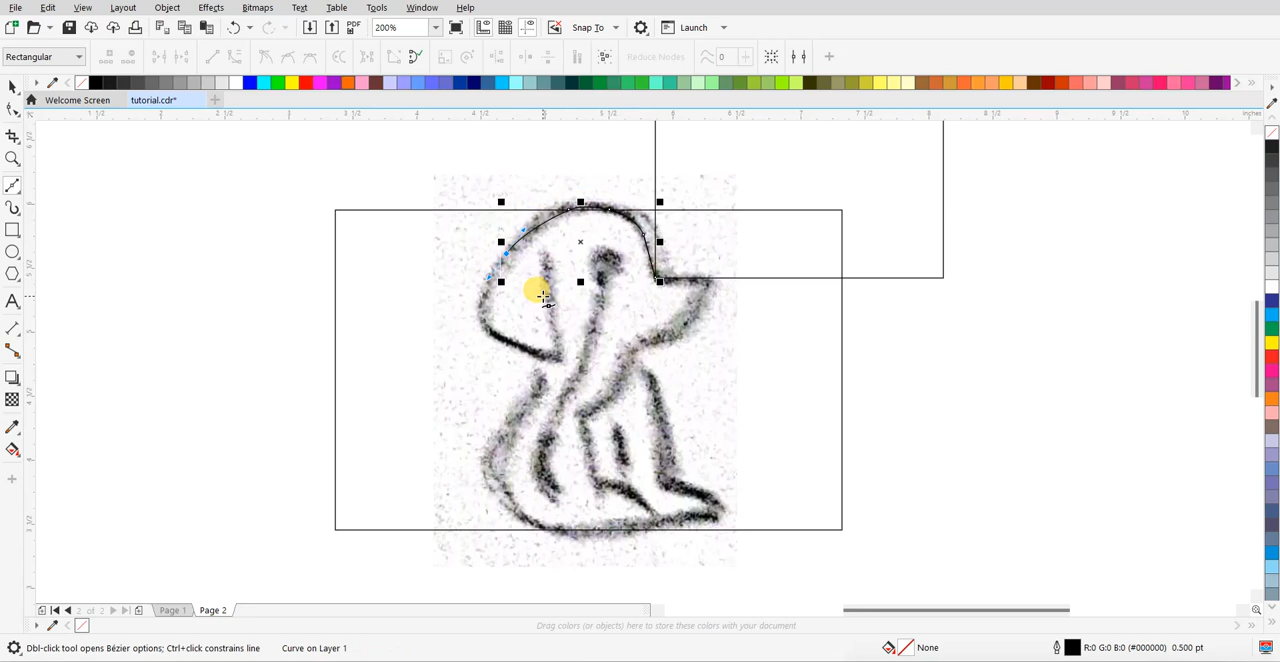 File Edit View Layout Object Effects Bitmaps Text Table Tools Window Help
PDF 200% Snap To Launch
Rectangular Reduce Nodes 0
Welcome Screen tutorial.cdr*
inches
Page 1 Page 2
2 of 2
Drag colors (or objects) here to store these colors with your document
Dbl-click tool opens Bézier options; Ctrl+click constrains line Curve on Layer 1 None R:0 G:0 B:0 (#000000) 0.500 pt